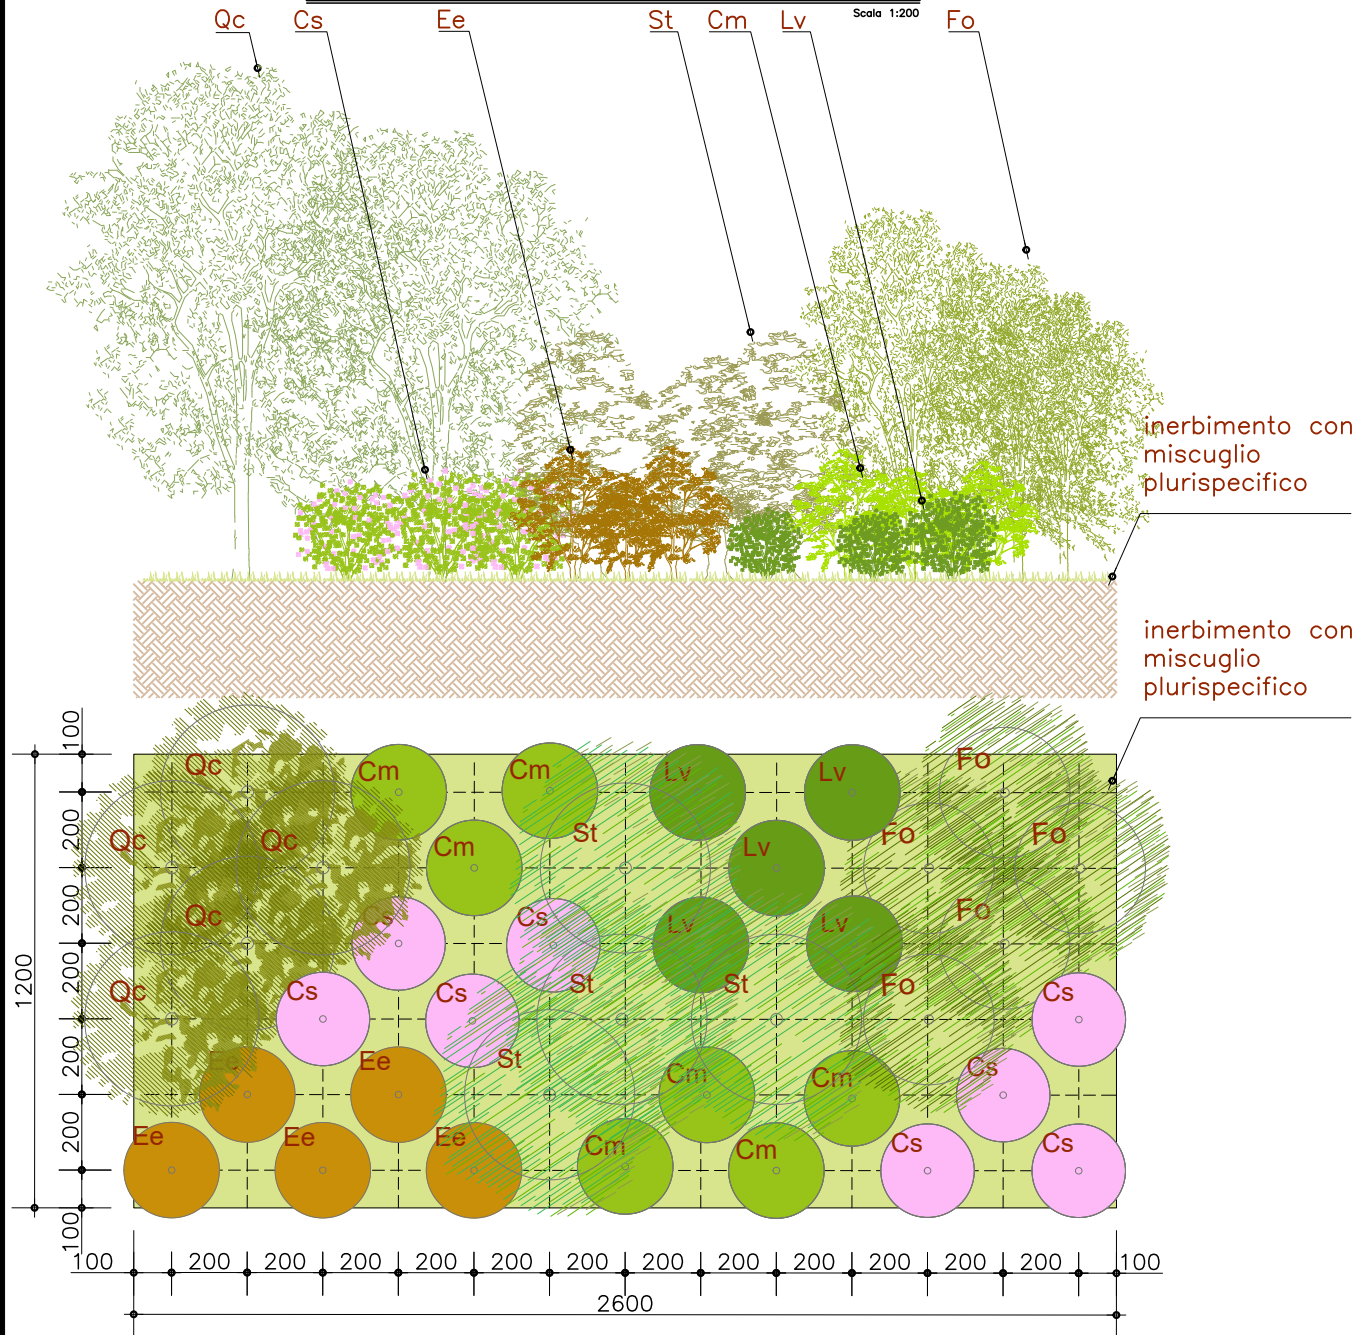 Scala 1:200
Qc Cs Ee St Cm Lv Fo
inerbimento con
miscuglio
plurispecifico
inerbimento con
miscuglio
plurispecifico
100
200
200
200
200
200
100
1200
Qc Cm Cm Lv Lv Fo
Qc Qc Cm St Lv Fo Fo
Qc Cs Cs Lv Lv Fo
Qc Cs Cs St St Fo Cs
Ee Ee St Cm Cm Cs
Ee Ee Ee Cm Cm Cs Cs
100 200 200 200 200 200 200 200 200 200 200 200 200 100
2600